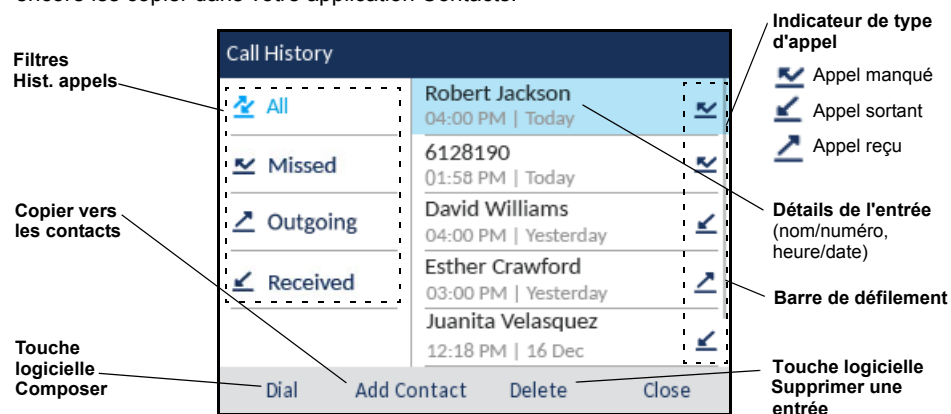 encore les copier dans votre application Contacts.
Indicateur de type
d'appel
Appel manqué
Appel sortant
Appel reçu
Filtres
Hist. appels
Call History
All
Missed
Outgoing
Received
Robert Jackson
04:00 PM | Today
6128190
01:58 PM | Today
David Williams
04:00 PM | Yesterday
Esther Crawford
03:00 PM | Yesterday
Juanita Velasquez
12:18 PM | 16 Dec
Copier vers
les contacts
Détails de l'entrée
(nom/numéro,
heure/date)
Barre de défilement
Touche
logicielle
Composer
Dial
Add Contact
Delete
Close
Touche logicielle
Supprimer une
entrée